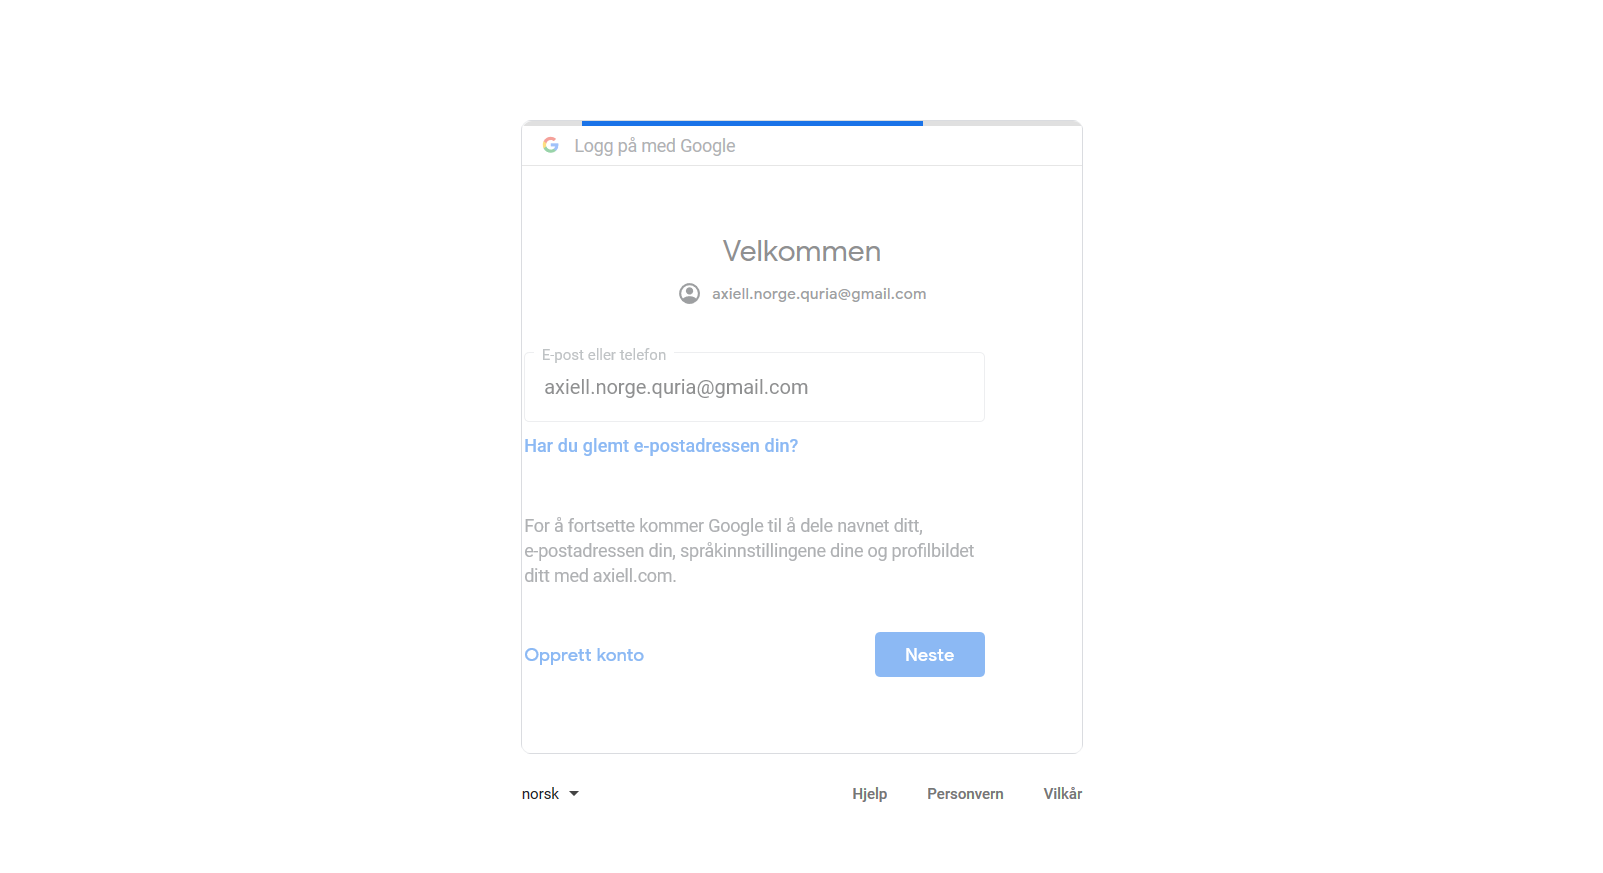 Logg på med Google
Velkommen
axiell.norge.quria@gmail.com
E-post eller telefon
axiell.norge.quria@gmail.com
Har du glemt e-postadressen din?
For å fortsette kommer Google til å dele navnet ditt,
e-postadressen din, språkinnstillingene dine og profilbildet
ditt med axiell.com.
Opprett konto
Neste
norsk
Hjelp
Personvern
Vilkår